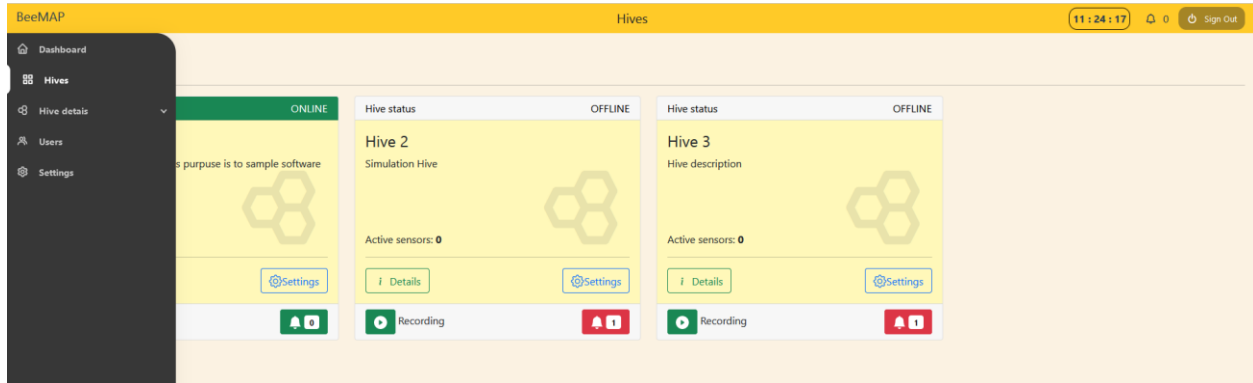 BeeMAP
Hives
11 : 24 : 17
0
Sign Out
Dashboard
Hives
Hive detais
Users
Settings
ONLINE
s purpuse is to sample software
Settings
0
Hive status OFFLINE
Hive 2
Simulation Hive
Active sensors: 0
i Details
Settings
Recording
1
Hive status OFFLINE
Hive 3
Hive description
Active sensors: 0
i Details
Settings
Recording
1